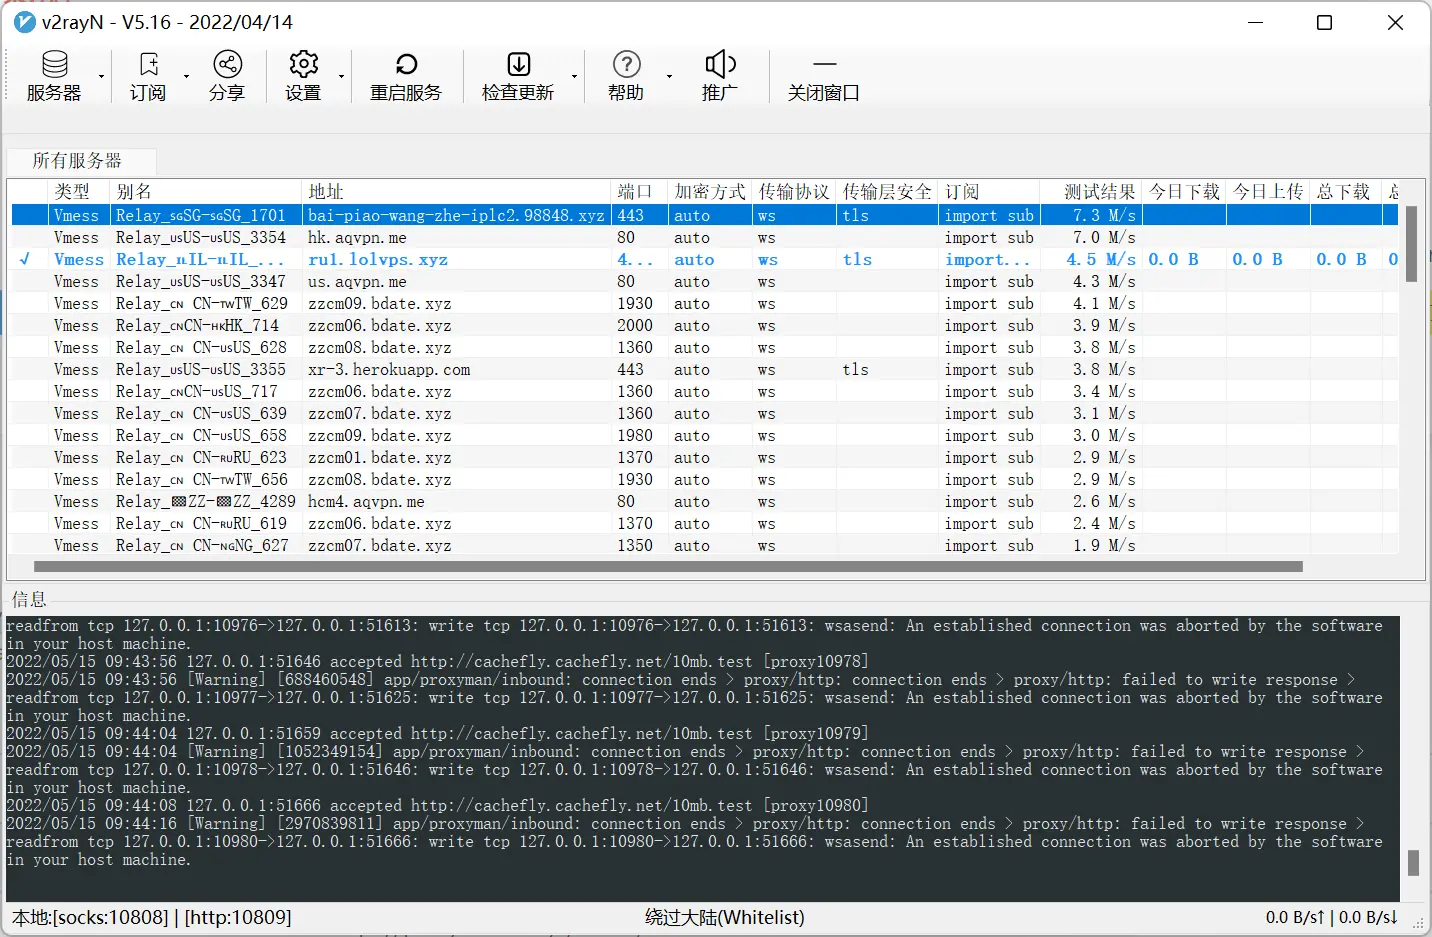 v2rayN - V5.16 - 2022/04/14
服务器 订阅 分享 设置 重启服务 检查更新 帮助 推广 关闭窗口
所有服务器
类型 别名 地址 端口 加密方式 传输协议 传输层安全 订阅 测试结果 今日下载 今日上传 总下载
Vmess Relay_SGSG-SGSG_1701 bai-piao-wang-zhe-iplc2.98848.xyz 443 auto ws tls import sub 7.3 M/s
Vmess Relay_USUS-USUS_3354 hk.aqvpn.me 80 auto ws import sub 7.0 M/s
√ Vmess Relay_ILIL-ILIL_... ru1.lolvps.xyz 4... auto ws tls import... 4.5 M/s 0.0 B 0.0 B 0.0 B 0
Vmess Relay_USUS-USUS_3347 us.aqvpn.me 80 auto ws import sub 4.3 M/s
Vmess Relay_CN CN-TWTW_629 zzcm09.bdate.xyz 1930 auto ws import sub 4.1 M/s
Vmess Relay_CNCN-HKHK_714 zzcm06.bdate.xyz 2000 auto ws import sub 3.9 M/s
Vmess Relay_CN CN-USUS_628 zzcm08.bdate.xyz 1360 auto ws import sub 3.8 M/s
Vmess Relay_USUS-USUS_3355 xr-3.herokuapp.com 443 auto ws tls import sub 3.8 M/s
Vmess Relay_CNCN-USUS_717 zzcm06.bdate.xyz 1360 auto ws import sub 3.4 M/s
Vmess Relay_CN CN-USUS_639 zzcm07.bdate.xyz 1360 auto ws import sub 3.1 M/s
Vmess Relay_CN CN-USUS_658 zzcm09.bdate.xyz 1980 auto ws import sub 3.0 M/s
Vmess Relay_CN CN-RURU_623 zzcm01.bdate.xyz 1370 auto ws import sub 2.9 M/s
Vmess Relay_CN CN-TWTW_656 zzcm08.bdate.xyz 1930 auto ws import sub 2.9 M/s
Vmess Relay_🏁ZZ-🏁ZZ_4289 hcm4.aqvpn.me 80 auto ws import sub 2.6 M/s
Vmess Relay_CN CN-RURU_619 zzcm06.bdate.xyz 1370 auto ws import sub 2.4 M/s
Vmess Relay_CN CN-NGNG_627 zzcm07.bdate.xyz 1350 auto ws import sub 1.9 M/s
信息
readfrom tcp 127.0.0.1:10976->127.0.0.1:51613: write tcp 127.0.0.1:10976->127.0.0.1:51613: wsasend: An established connection was aborted by the software
in your host machine.
2022/05/15 09:43:56 127.0.0.1:51646 accepted http://cachefly.cachefly.net/10mb.test [proxy10978]
2022/05/15 09:43:56 [Warning] [688460548] app/proxyman/inbound: connection ends > proxy/http: connection ends > proxy/http: failed to write response >
readfrom tcp 127.0.0.1:10977->127.0.0.1:51625: write tcp 127.0.0.1:10977->127.0.0.1:51625: wsasend: An established connection was aborted by the software
in your host machine.
2022/05/15 09:44:04 127.0.0.1:51659 accepted http://cachefly.cachefly.net/10mb.test [proxy10979]
2022/05/15 09:44:04 [Warning] [1052349154] app/proxyman/inbound: connection ends > proxy/http: connection ends > proxy/http: failed to write response >
readfrom tcp 127.0.0.1:10978->127.0.0.1:51646: write tcp 127.0.0.1:10978->127.0.0.1:51646: wsasend: An established connection was aborted by the software
in your host machine.
2022/05/15 09:44:08 127.0.0.1:51666 accepted http://cachefly.cachefly.net/10mb.test [proxy10980]
2022/05/15 09:44:16 [Warning] [2970839811] app/proxyman/inbound: connection ends > proxy/http: connection ends > proxy/http: failed to write response >
readfrom tcp 127.0.0.1:10980->127.0.0.1:51666: write tcp 127.0.0.1:10980->127.0.0.1:51666: wsasend: An established connection was aborted by the software
in your host machine.
本地:[socks:10808] | [http:10809] 绕过大陆(Whitelist) 0.0 B/s↑ | 0.0 B/s↓